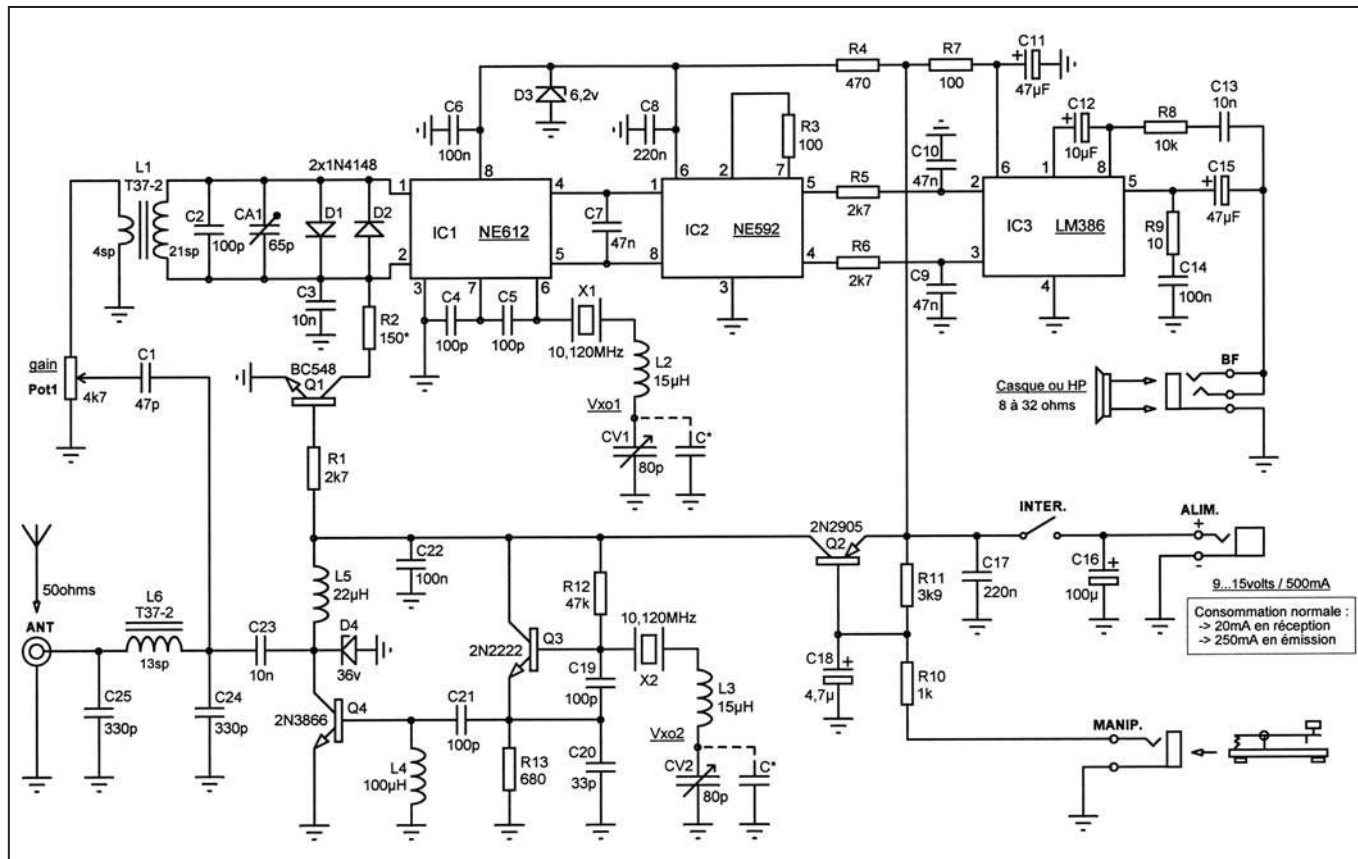 R4
470
R7
100
C11
47µF
D3
6,2v
C6
100n
C8
220n
R3
100
C10
47n
C12
10µF
R8
10k
C13
10n
C15
47µF
L1
T37-2
2x1N4148
4sp
21sp
C2
100p
CA1
65p
D1
D2
1
2
8
4
5
IC1
NE612
3
7
6
C7
47n
1
8
6
2
7
5
4
IC2
NE592
3
R5
2k7
R6
2k7
C9
47n
2
3
6
1
8
5
IC3
LM386
4
R9
10
C14
100n
C3
10n
R2
150*
C4
100p
C5
100p
X1
10,120MHz
L2
15µH
Vxo1
CV1
80p
C*
gain
Pot1
4k7
C1
47p
BC548
Q1
R1
2k7
BF
Casque ou HP
8 à 32 ohms
50ohms
ANT
L6
T37-2
13sp
C25
330p
C24
330p
C23
10n
L5
22µH
D4
36v
C22
100n
2N3866
Q4
L4
100µH
C21
100p
2N2222
Q3
R12
47k
C19
100p
R13
680
C20
33p
10,120MHz
X2
L3
15µH
Vxo2
CV2
80p
C*
2N2905
Q2
R11
3k9
R10
1k
C18
4,7µ
C17
220n
INTER.
C16
100µ
ALIM.
+
-
9...15volts / 500mA
Consommation normale :
-> 20mA en réception
-> 250mA en émission
MANIP.